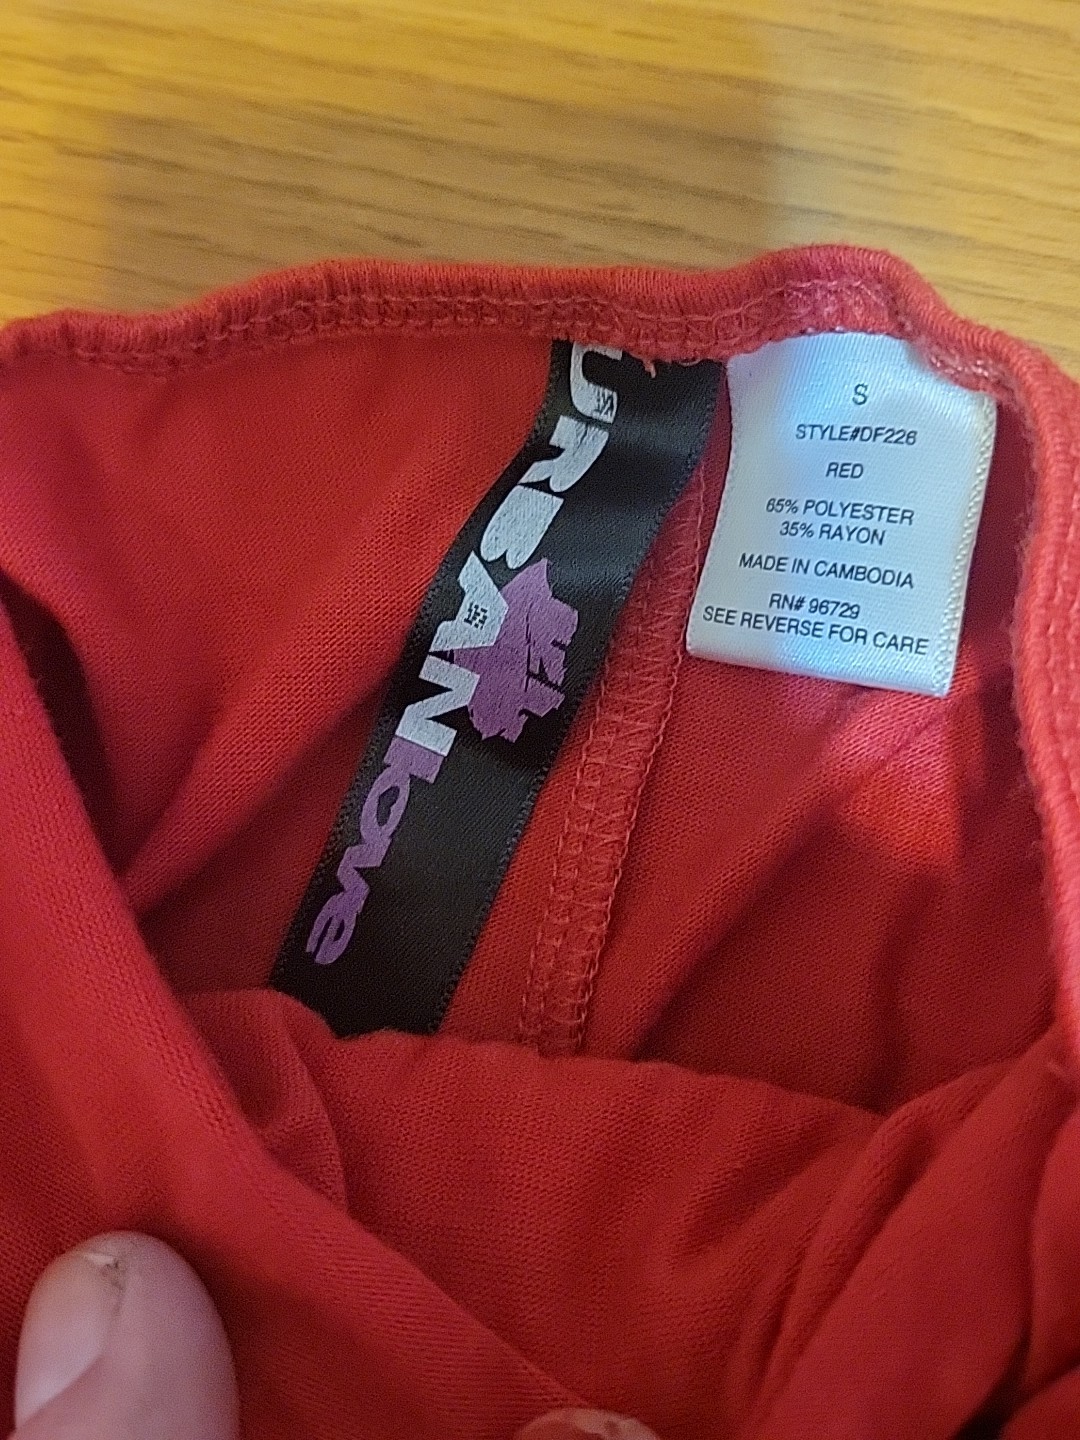 URBAN love
S
STYLE#DF226
RED
65% POLYESTER
35% RAYON
MADE IN CAMBODIA
RN# 96729
SEE REVERSE FOR CARE